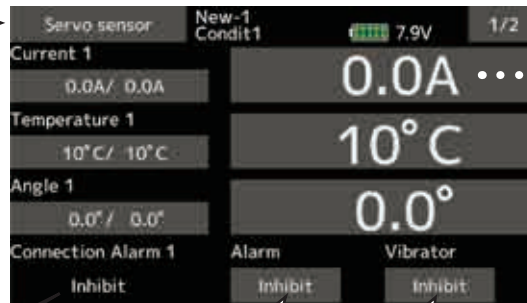 Servo sensor New-1 Condit1 7.9V 1/2
Current 1
0.0A/ 0.0A 0.0A
Temperature 1
10°C/ 10°C 10°C
Angle 1
0.0°/ 0.0° 0.0°
Connection Alarm 1 Alarm Vibrator
Inhibit Inhibit Inhibit